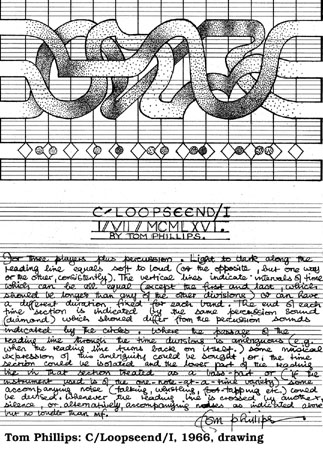 C/LOOPSEEND/I
I/VII/MCMLXVI.
BY TOM PHILLIPS.
For three players plus percussion. Light to dark along the
reading line equals soft to loud (or the opposite, but one way
or the other, consistently). The vertical lines indicate intervals of time
which can be all equal (except the first and last, which
should be longer than any of the other divisions) or can have
a different duration fixed for each band. The end of each
time section is indicated by the same percussion sound
(diamond) which should differ from the percussion sounds
indicated by the circles. Where the passage of the
reading line through the time divisions is ambiguous (e.g.
when the reading line turns back on itself) some musical
expression of this ambiguity could be sought, or, the time
section could be isolated and the lower part of the reading
line in that section treated as a bass-part or (if the
instrument used is of the one-note-at-a-time variety) some
accompanying noise (talking, whistling, foot-tapping etc.) could
be devised. Whenever the reading line is crossed by another,
silence, or, alternatively, accompanying noises as indicated above
but no louder than mf.
Tom Phillips
Tom Phillips: C/Loopseend/I, 1966, drawing